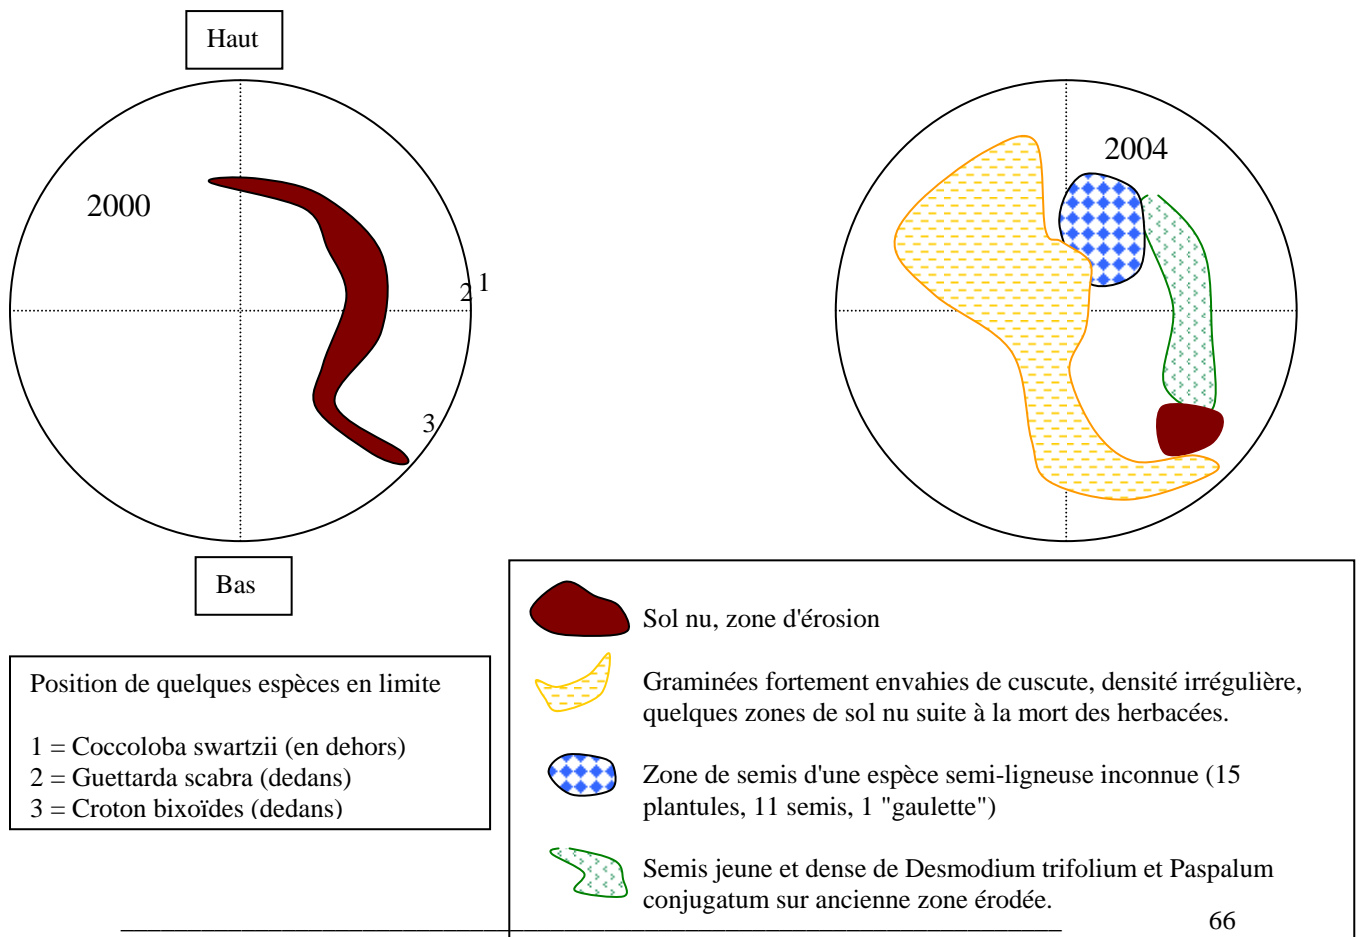 Haut
2000
2004
1
2
3
Bas
Position de quelques espèces en limite
1 = Coccoloba swartzii (en dehors)
2 = Guettarda scabra (dedans)
3 = Croton bixoïdes (dedans)
Sol nu, zone d'érosion
Graminées fortement envahies de cuscute, densité irrégulière,
quelques zones de sol nu suite à la mort des herbacées.
Zone de semis d'une espèce semi-ligneuse inconnue (15
plantules, 11 semis, 1 "gaulette")
Semis jeune et dense de Desmodium trifolium et Paspalum
conjugatum sur ancienne zone érodée.
66